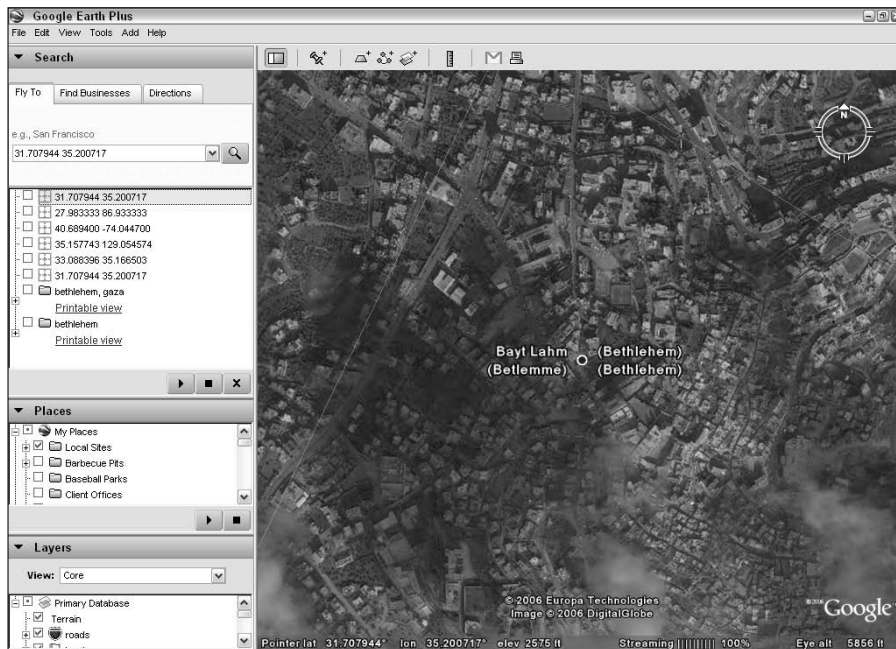 Google Earth Plus
File Edit View Tools Add Help
Search
Fly To Find Businesses Directions
e.g., San Francisco
31.707944 35.200717
31.707944 35.200717
27.983333 86.933333
40.689400 -74.044700
35.157743 129.054574
33.088396 35.166503
31.707944 35.200717
bethlehem, gaza
Printable view
bethlehem
Printable view
Places
My Places
Local Sites
Barbecue Pits
Baseball Parks
Client Offices
Layers
View: Core
Primary Database
Terrain
roads
N
Bayt Lahm (Bethlehem)
(Betlemme) (Bethlehem)
© 2006 Europa Technologies
Image © 2006 DigitalGlobe
©2006 Google™
Pointer lat 31.707944° lon 35.200717° elev 2575 ft Streaming |||||||||| 100% Eye alt 5856 ft